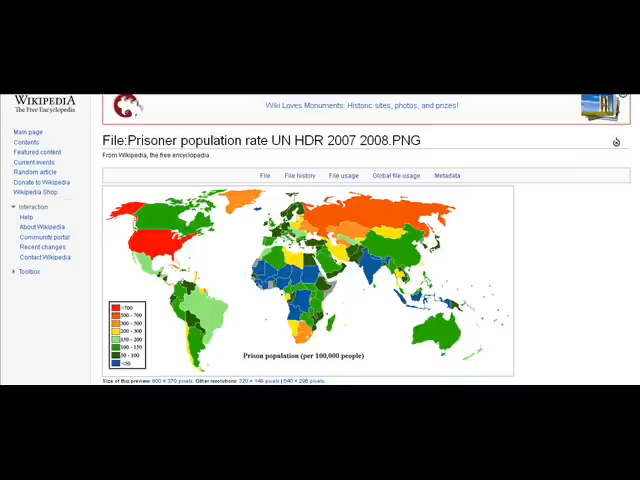 WIKIPEDIA
The Free Encyclopedia
Main page
Contents
Featured content
Current events
Random article
Donate to Wikipedia
Wikipedia Shop
Interaction
Help
About Wikipedia
Community portal
Recent changes
Contact Wikipedia
Toolbox
Wiki Loves Monuments: Historic sites, photos, and prizes!
File:Prisoner population rate UN HDR 2007 2008.PNG
From Wikipedia, the free encyclopedia
File File history File usage Global file usage Metadata
>700
500 - 700
300 - 500
200 - 300
150 - 200
100 - 150
50 - 100
<50
Prison population (per 100,000 people)
Size of this preview: 800 × 370 pixels. Other resolutions: 320 × 148 pixels | 640 × 296 pixels.